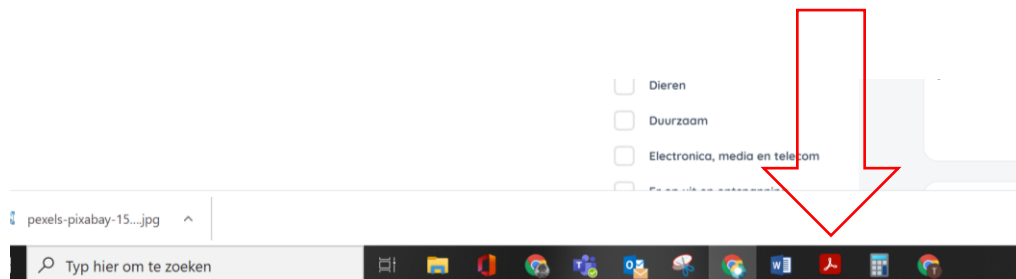 Dieren
Duurzaam
Electronica, media en telecom
pexels-pixabay-15....jpg
Typ hier om te zoeken